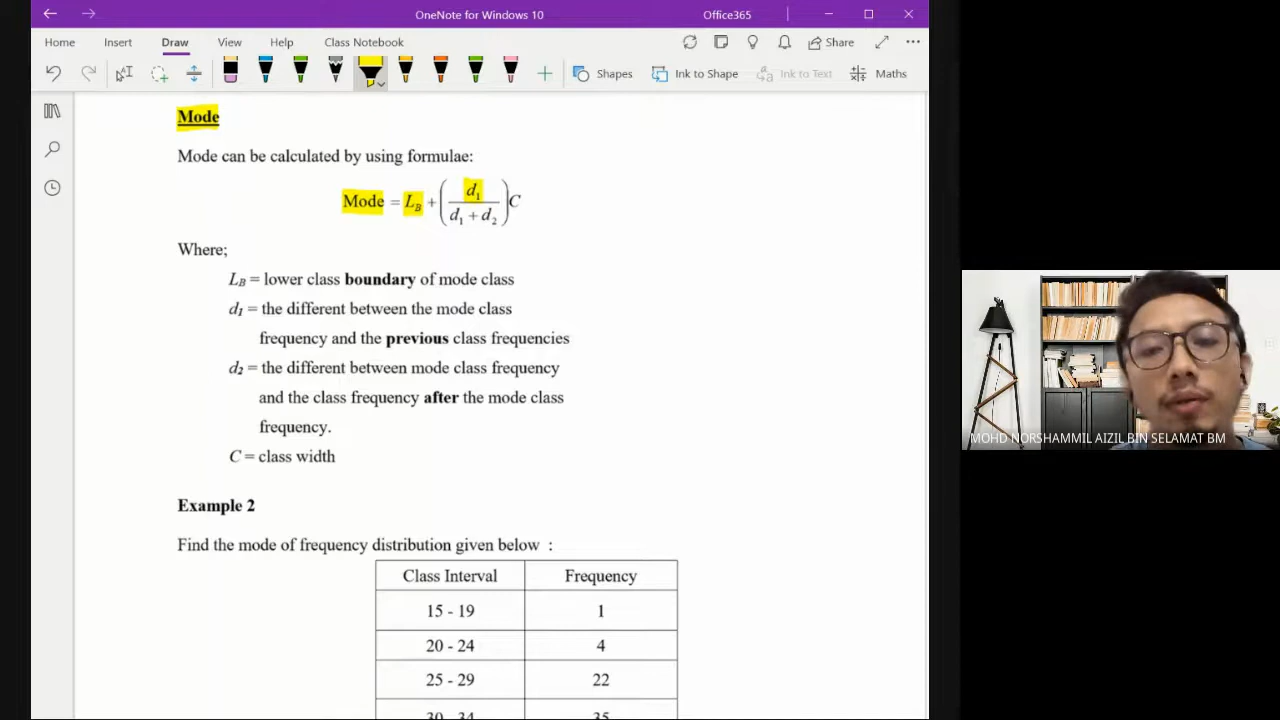 OneNote for Windows 10
Office365
Home Insert Draw View Help Class Notebook Share
Shapes Ink to Shape Ink to Text Maths
Mode
Mode can be calculated by using formulae:
Mode = L_B + (d₁ / (d₁ + d₂)) C
Where;
L_B = lower class boundary of mode class
d₁ = the different between the mode class
frequency and the previous class frequencies
d₂ = the different between mode class frequency
and the class frequency after the mode class
frequency.
C = class width
Example 2
Find the mode of frequency distribution given below :
Class Interval Frequency
15 - 19 1
20 - 24 4
25 - 29 22
30 - 34 35
MOHD NORSHAMMIL AIZIL BIN SELAMAT BM